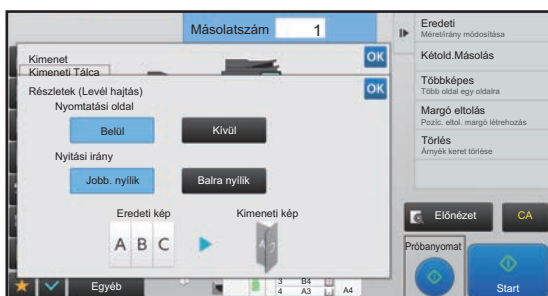 Másolatszám 1
Kimenet OK
Kimeneti Tálca
Részletek (Levél hajtás) OK
Nyomtatási oldal
Belül Kívül
Nyitási irány
Jobb. nyílik Balra nyílik
Eredeti kép Kimeneti kép
A B C
Egyéb
3 B4
4 A3 A4
Eredeti
Méret/irány módosítása
Kétold.Másolás
Többképes
Több oldal egy oldalra
Margó eltolás
Pozíc. eltol. margó létrehozás
Törlés
Árnyék keret törlése
Előnézet CA
Próbanyomat
Start